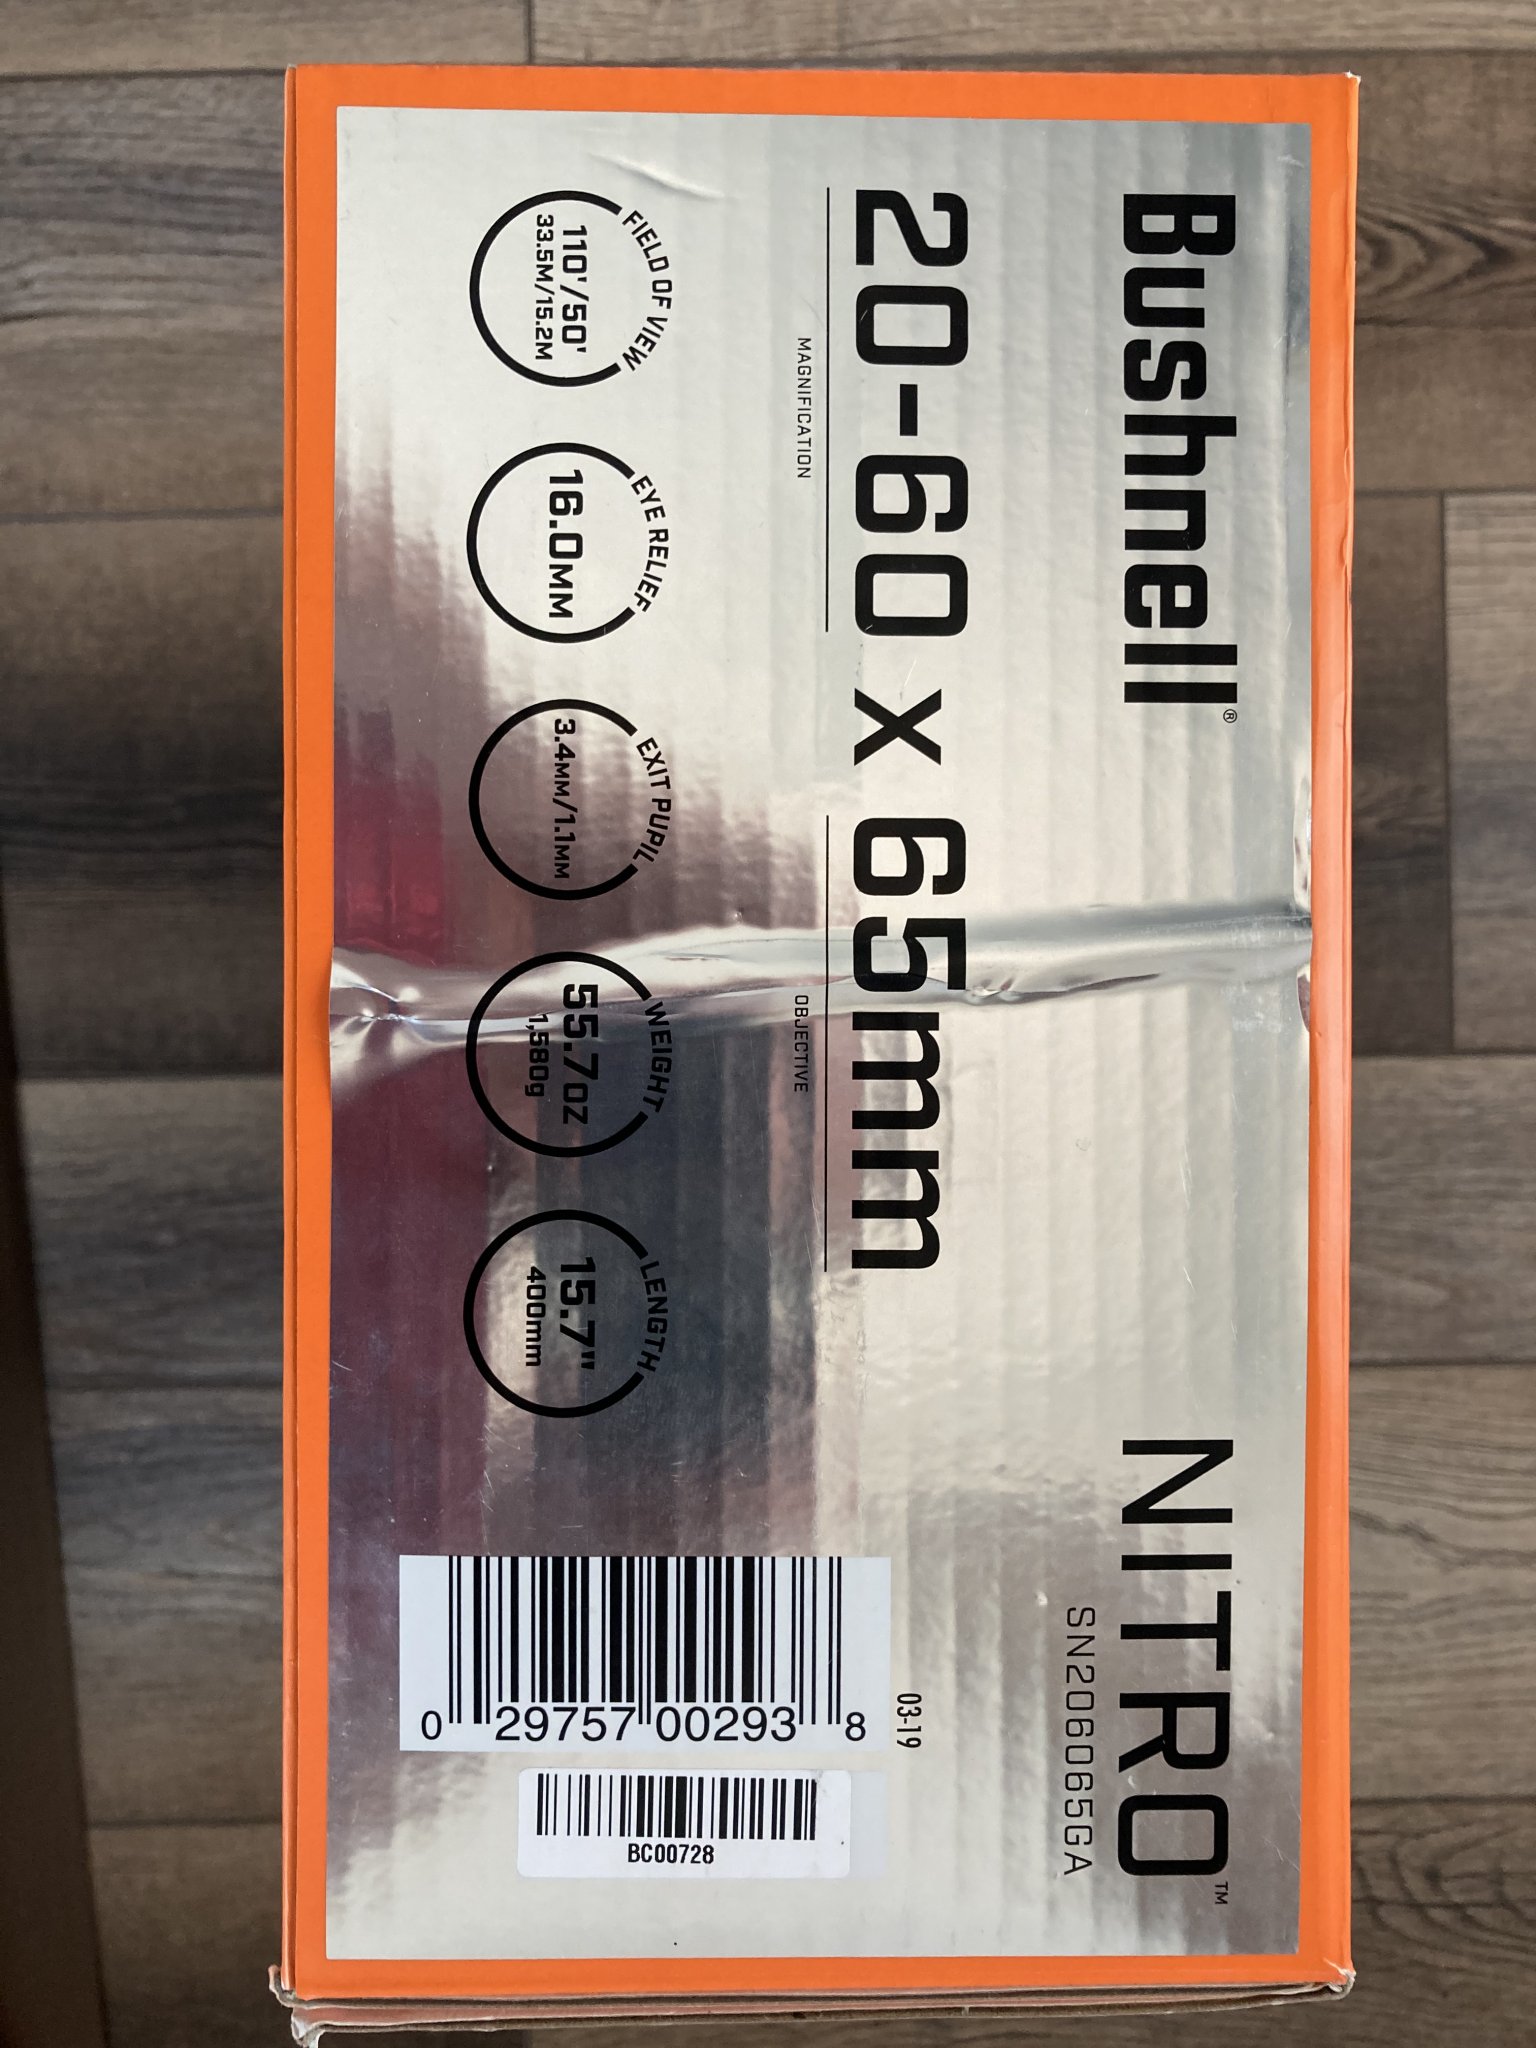 Bushnell®
NITRO™
SN206065GA
20-60 x 65mm
MAGNIFICATION
OBJECTIVE
FIELD OF VIEW
110'/50'
33.5M/15.2M
EYE RELIEF
16.0MM
EXIT PUPIL
3.4MM/1.1MM
WEIGHT
55.7OZ
1,580g
LENGTH
15.7"
400mm
03-19
0 29757 00293 8
BC00728